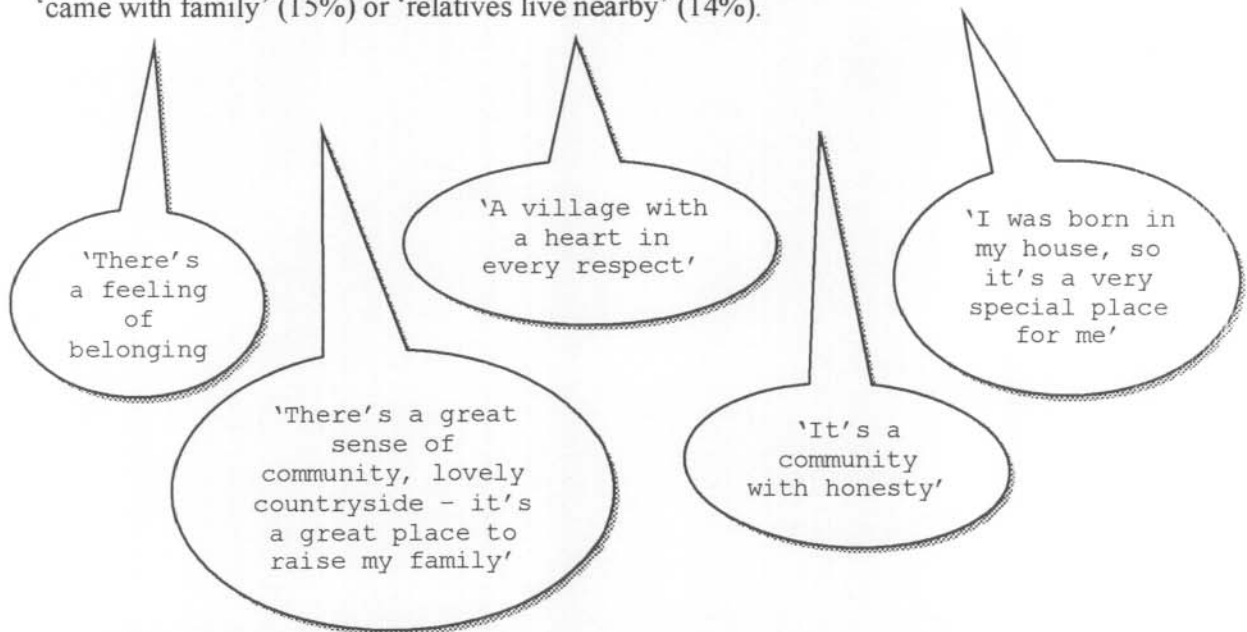 ‘came with family’ (15%) or ‘relatives live nearby’ (14%).
‘There’s
a feeling
of
belonging
‘There’s a great
sense of
community, lovely
countryside – it’s
a great place to
raise my family’
‘A village with
a heart in
every respect’
‘It’s a
community
with honesty’
‘I was born in
my house, so
it’s a very
special place
for me’